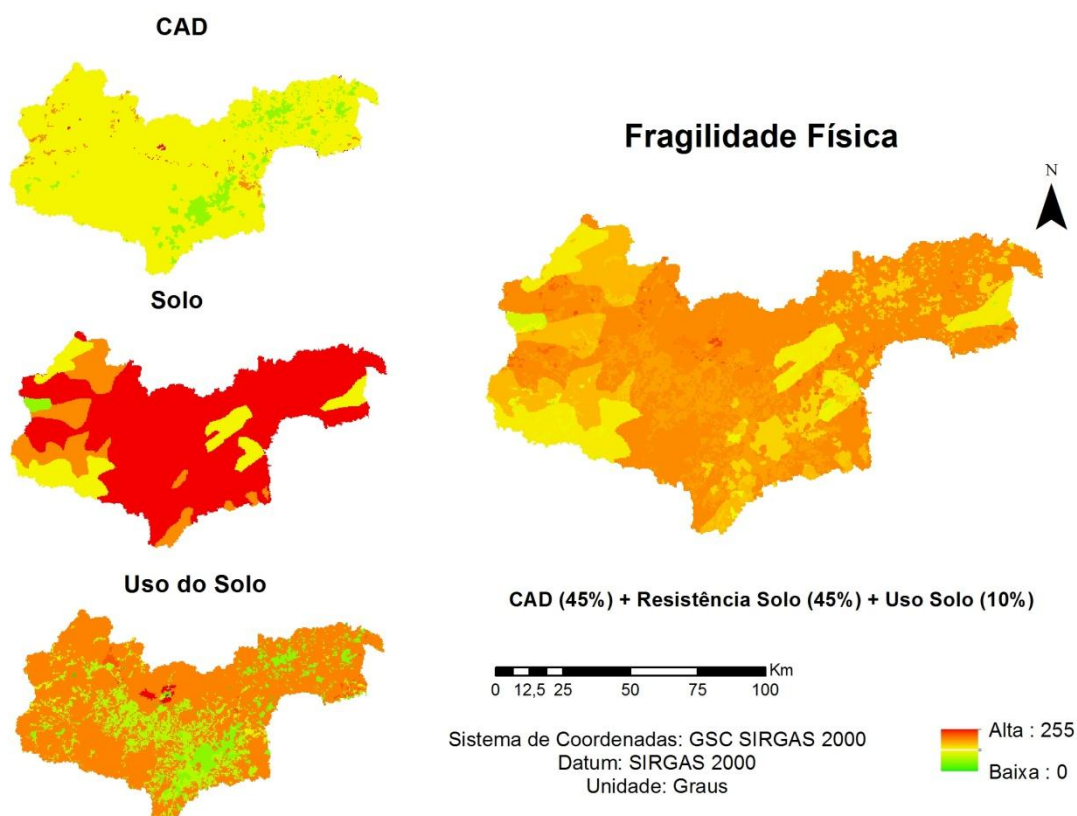 CAD
Solo
Uso do Solo
Fragilidade Física
N
CAD (45%) + Resistência Solo (45%) + Uso Solo (10%)
Km
0 12,5 25 50 75 100
Sistema de Coordenadas: GSC SIRGAS 2000
Datum: SIRGAS 2000
Unidade: Graus
Alta : 255
Baixa : 0